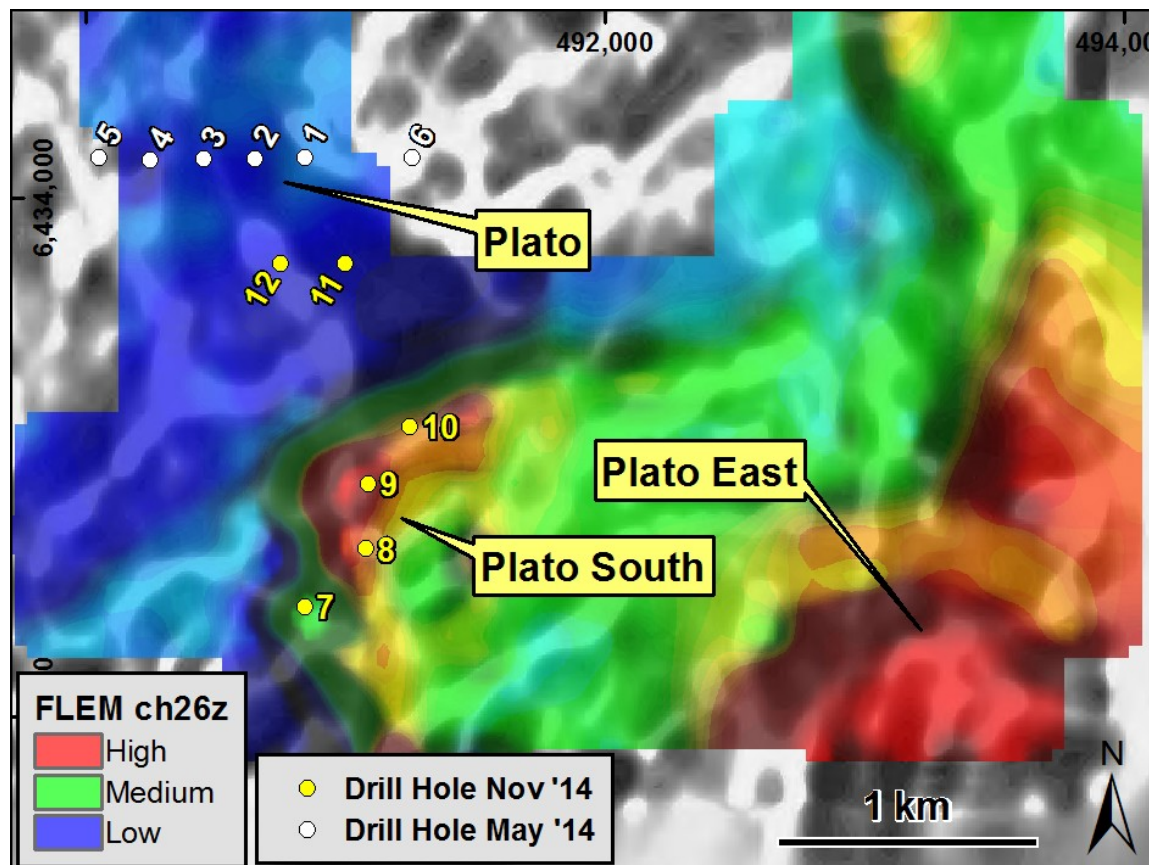 492,000
494,0
5
4
3
2
1
6
6,434,000
Plato
12
11
10
Plato East
9
8
Plato South
7
0
FLEM ch26z
High
Medium
Low
Drill Hole Nov '14
Drill Hole May '14
1 km
N